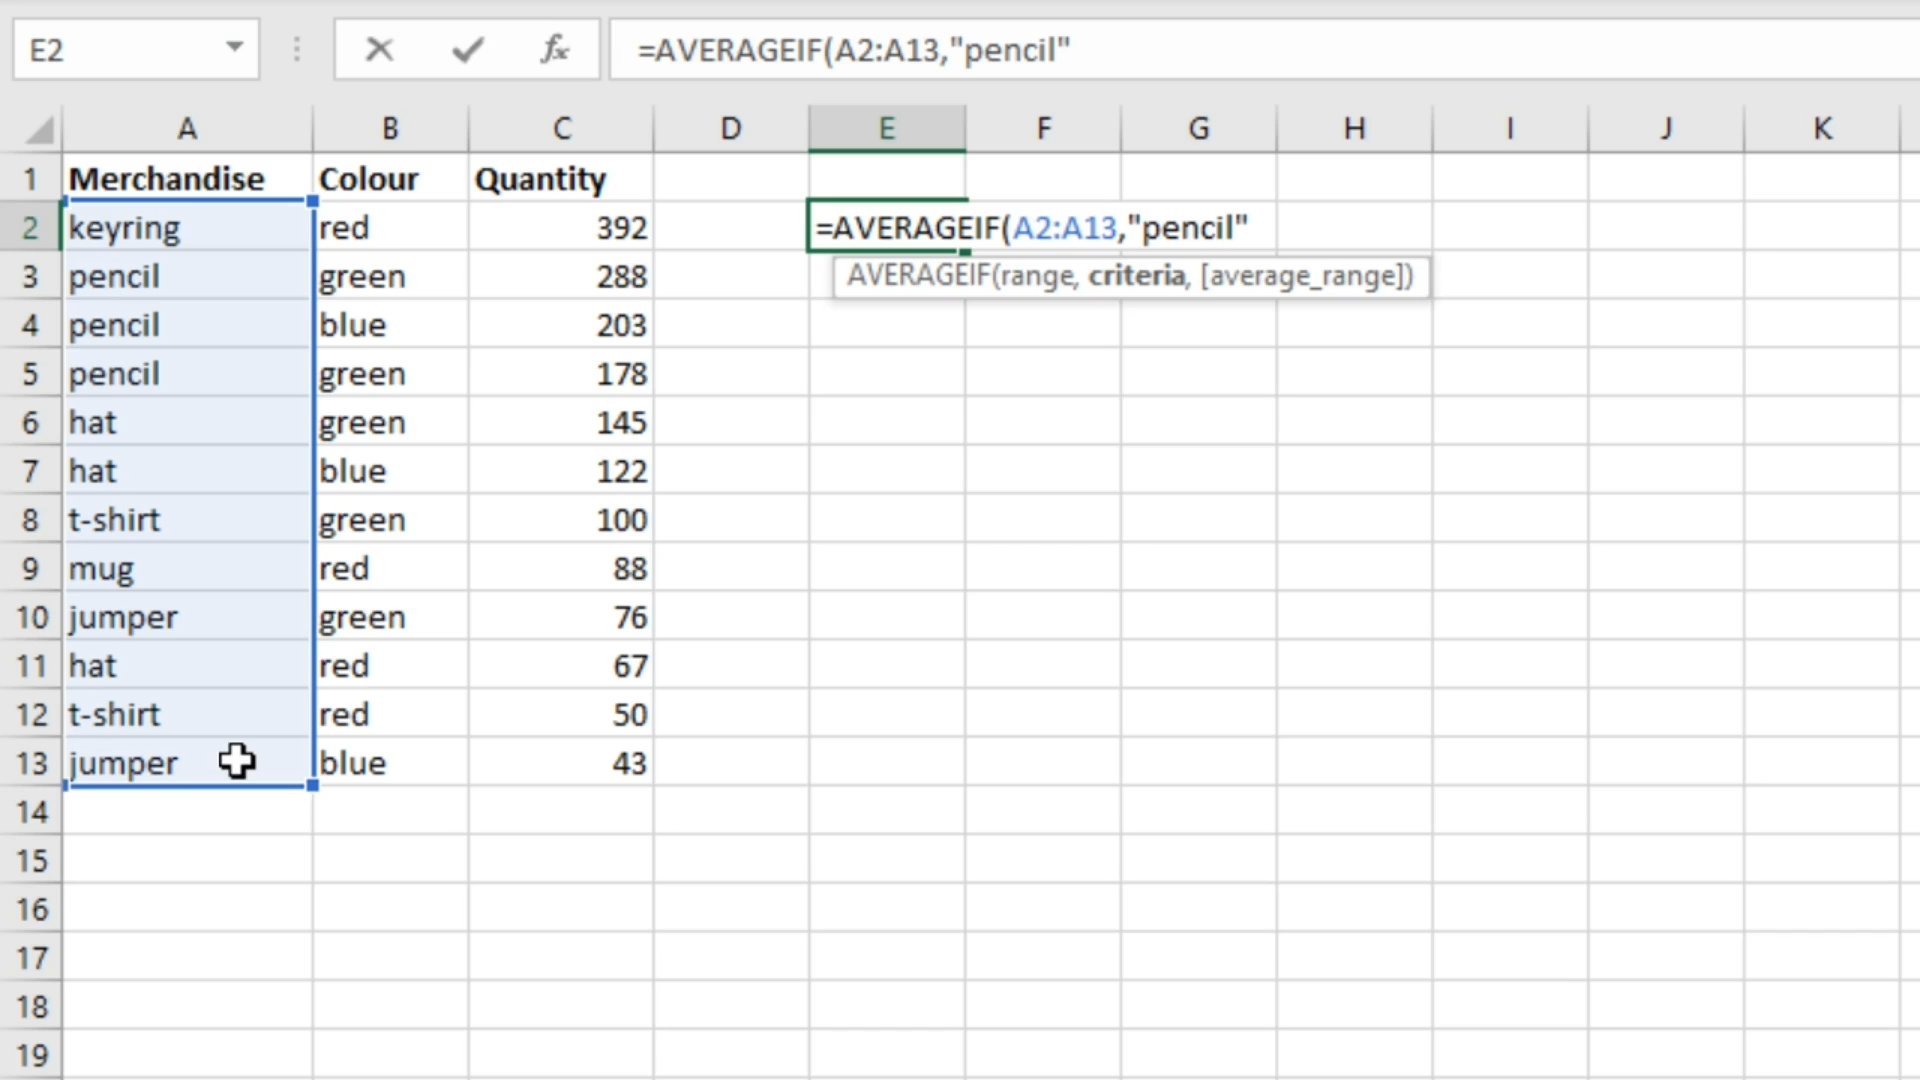 E2 =AVERAGEIF(A2:A13,"pencil"
A B C D E F G H I J K
1 Merchandise Colour Quantity
2 keyring red 392 =AVERAGEIF(A2:A13,"pencil"
3 pencil green 288 AVERAGEIF(range, criteria, [average_range])
4 pencil blue 203
5 pencil green 178
6 hat green 145
7 hat blue 122
8 t-shirt green 100
9 mug red 88
10 jumper green 76
11 hat red 67
12 t-shirt red 50
13 jumper blue 43
14
15
16
17
18
19